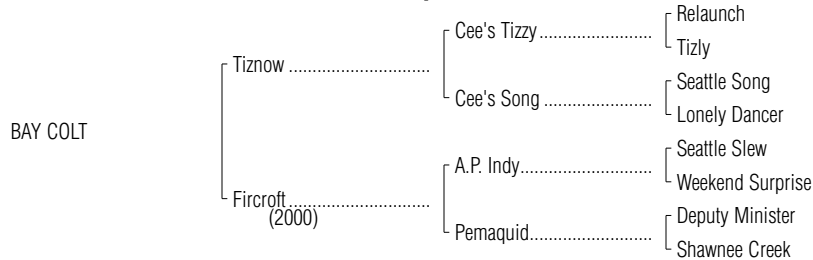 Relaunch
Cee's Tizzy........................
Tizly
Tiznow ..............................
Seattle Song
Cee's Song .......................
Lonely Dancer
BAY COLT
Seattle Slew
A.P. Indy............................
Weekend Surprise
Fircroft..............................
(2000)
Deputy Minister
Pemaquid..........................
Shawnee Creek